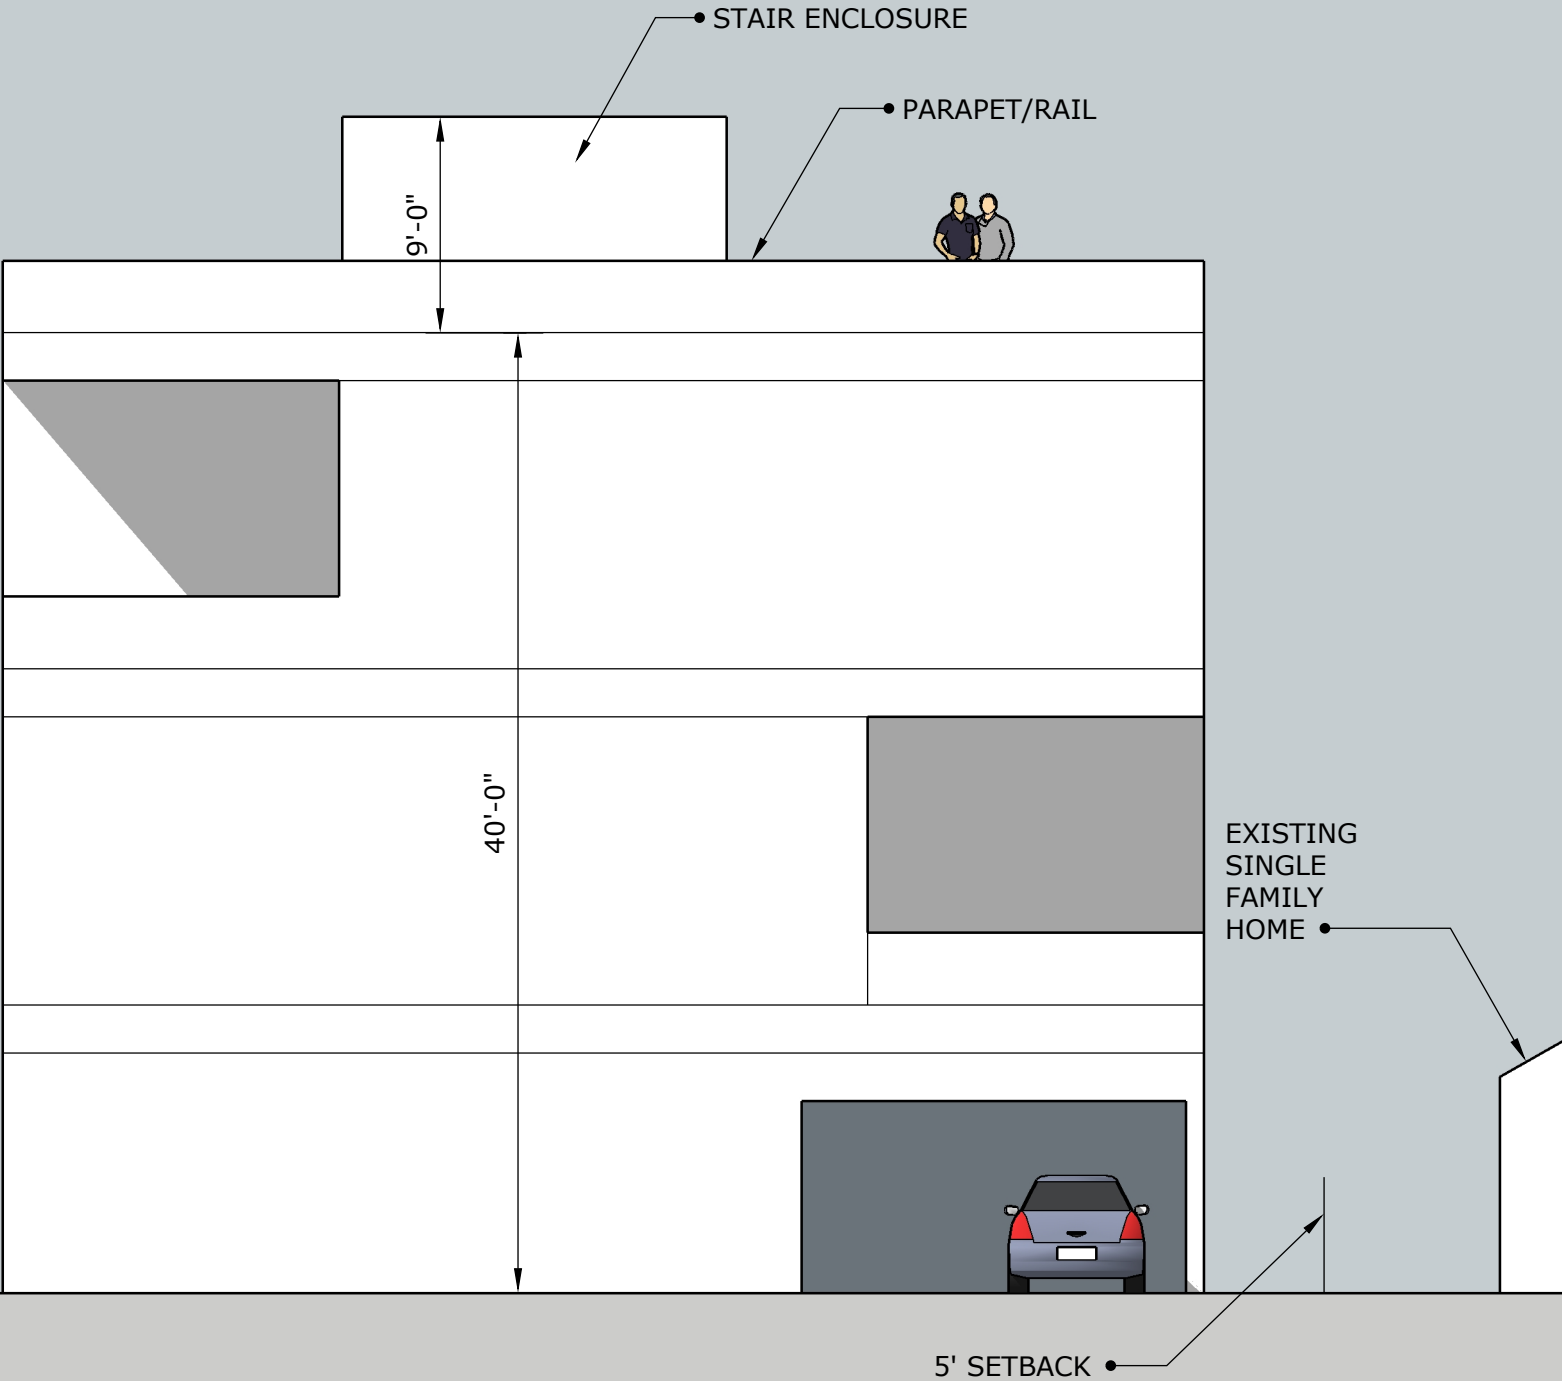 STAIR ENCLOSURE
PARAPET/RAIL
9'-0"
40'-0"
EXISTING
SINGLE
FAMILY
HOME
5' SETBACK